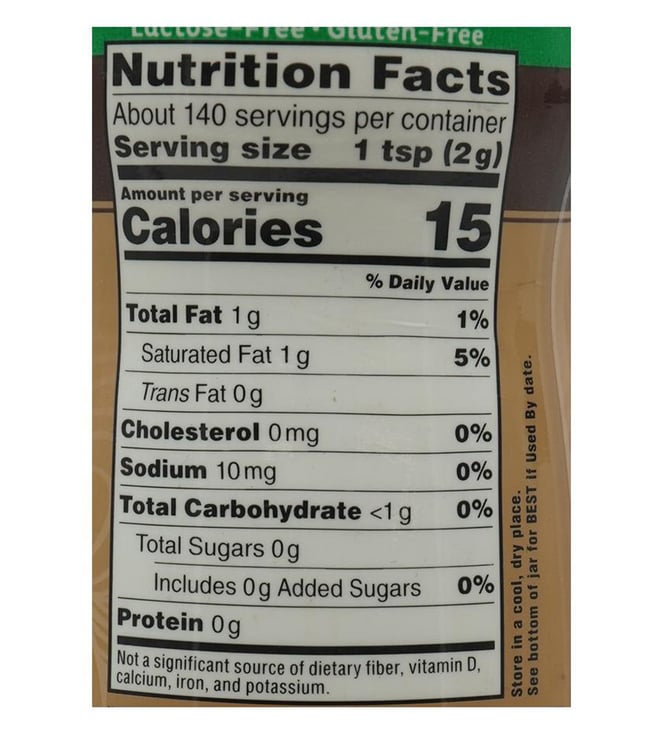 Lactose-Free • Gluten-Free
Nutrition Facts
About 140 servings per container
Serving size 1 tsp (2g)
Amount per serving
Calories 15
% Daily Value
Total Fat 1g 1%
Saturated Fat 1g 5%
Trans Fat 0g
Cholesterol 0mg 0%
Sodium 10mg 0%
Total Carbohydrate <1g 0%
Total Sugars 0g
Includes 0g Added Sugars 0%
Protein 0g
Not a significant source of dietary fiber, vitamin D,
calcium, iron, and potassium.
Store in a cool, dry place.
See bottom of jar for BEST If Used By date.